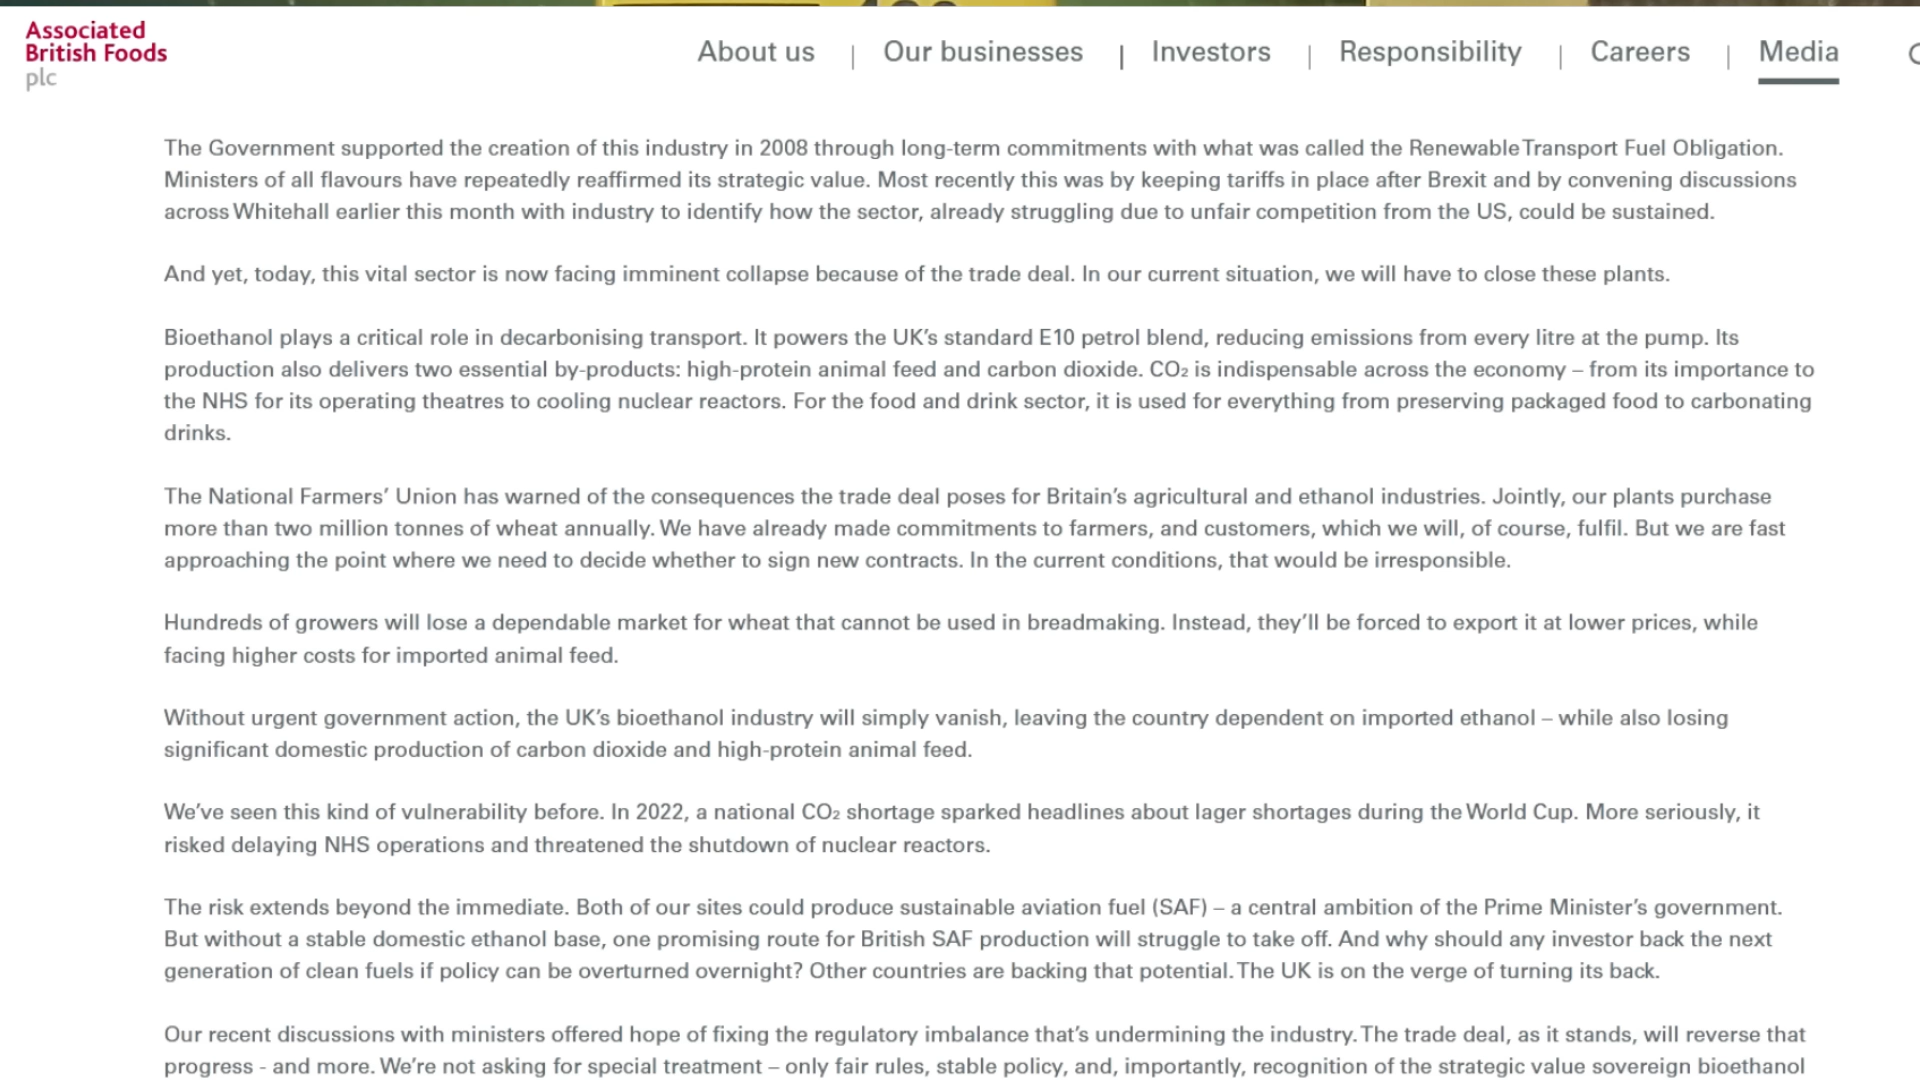 Associated
British Foods
plc
About us | Our businesses | Investors | Responsibility | Careers | Media
The Government supported the creation of this industry in 2008 through long-term commitments with what was called the Renewable Transport Fuel Obligation.
Ministers of all flavours have repeatedly reaffirmed its strategic value. Most recently this was by keeping tariffs in place after Brexit and by convening discussions
across Whitehall earlier this month with industry to identify how the sector, already struggling due to unfair competition from the US, could be sustained.
And yet, today, this vital sector is now facing imminent collapse because of the trade deal. In our current situation, we will have to close these plants.
Bioethanol plays a critical role in decarbonising transport. It powers the UK’s standard E10 petrol blend, reducing emissions from every litre at the pump. Its
production also delivers two essential by-products: high-protein animal feed and carbon dioxide. CO₂ is indispensable across the economy – from its importance to
the NHS for its operating theatres to cooling nuclear reactors. For the food and drink sector, it is used for everything from preserving packaged food to carbonating
drinks.
The National Farmers’ Union has warned of the consequences the trade deal poses for Britain’s agricultural and ethanol industries. Jointly, our plants purchase
more than two million tonnes of wheat annually. We have already made commitments to farmers, and customers, which we will, of course, fulfil. But we are fast
approaching the point where we need to decide whether to sign new contracts. In the current conditions, that would be irresponsible.
Hundreds of growers will lose a dependable market for wheat that cannot be used in breadmaking. Instead, they’ll be forced to export it at lower prices, while
facing higher costs for imported animal feed.
Without urgent government action, the UK’s bioethanol industry will simply vanish, leaving the country dependent on imported ethanol – while also losing
significant domestic production of carbon dioxide and high-protein animal feed.
We’ve seen this kind of vulnerability before. In 2022, a national CO₂ shortage sparked headlines about lager shortages during the World Cup. More seriously, it
risked delaying NHS operations and threatened the shutdown of nuclear reactors.
The risk extends beyond the immediate. Both of our sites could produce sustainable aviation fuel (SAF) – a central ambition of the Prime Minister’s government.
But without a stable domestic ethanol base, one promising route for British SAF production will struggle to take off. And why should any investor back the next
generation of clean fuels if policy can be overturned overnight? Other countries are backing that potential. The UK is on the verge of turning its back.
Our recent discussions with ministers offered hope of fixing the regulatory imbalance that’s undermining the industry. The trade deal, as it stands, will reverse that
progress - and more. We’re not asking for special treatment – only fair rules, stable policy, and, importantly, recognition of the strategic value sovereign bioethanol